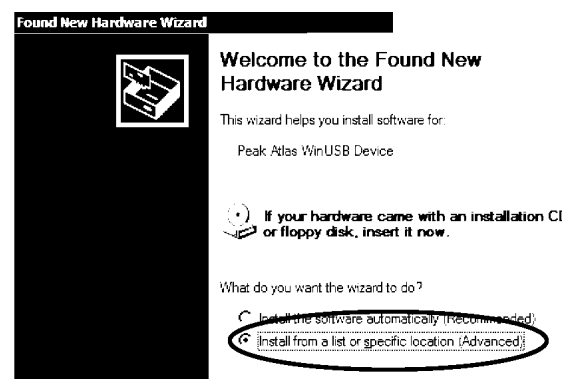 Found New Hardware Wizard
Welcome to the Found New
Hardware Wizard
This wizard helps you install software for:
Peak Atlas WinUSB Device
If your hardware came with an installation CD
or floppy disk, insert it now.
What do you want the wizard to do?
Install the software automatically (Recommended)
Install from a list or specific location (Advanced)